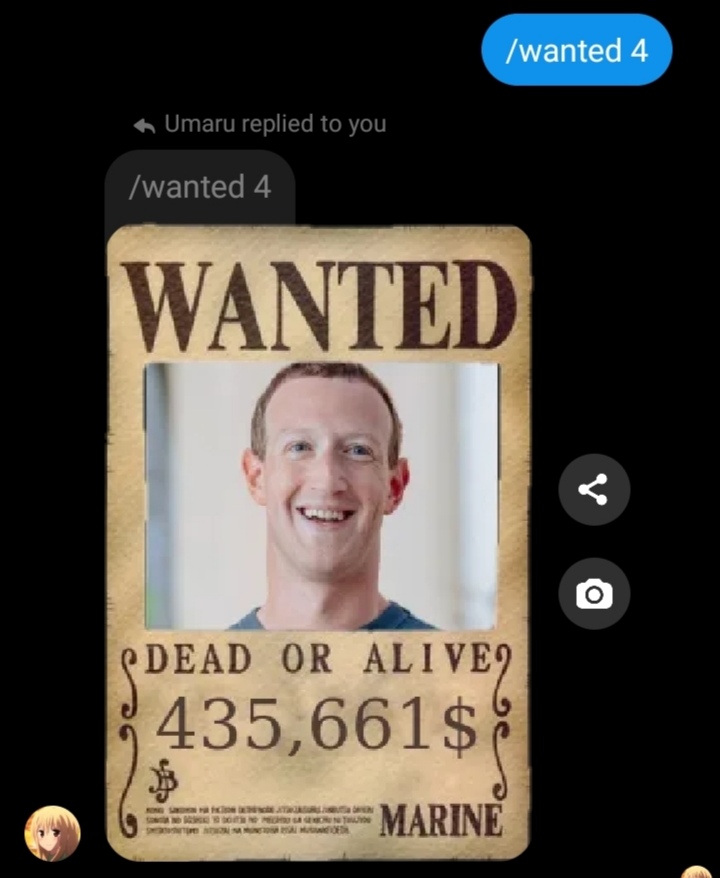 /wanted 4
Umaru replied to you
/wanted 4
WANTED
DEAD OR ALIVE
435,661$
MARINE